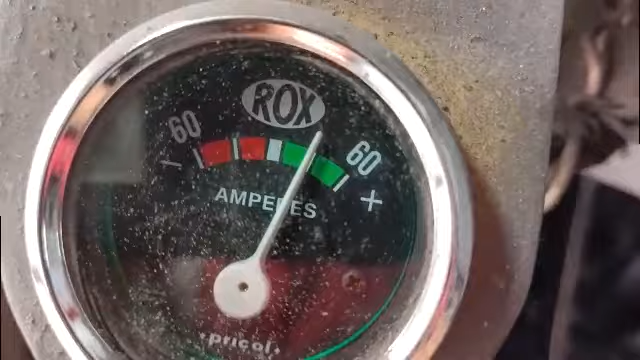 ROX
60 60
- +
AMPERES
pricol